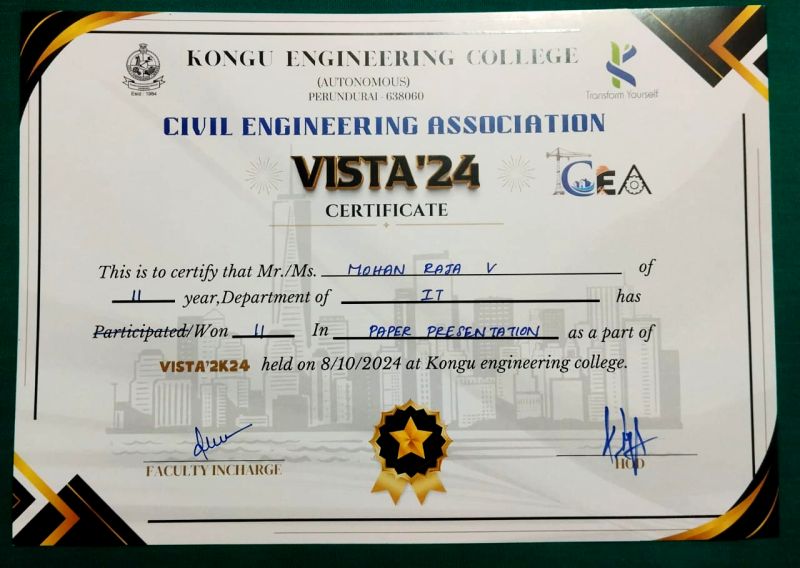 KONGU ENGINEERING COLLEGE
(AUTONOMOUS)
PERUNDURAI - 638060
Estd : 1984
Transform Yourself
CIVIL ENGINEERING ASSOCIATION
VISTA'24
CEA
CERTIFICATE
This is to certify that Mr./Ms. MOHAN RAJA V of
II year,Department of IT has
Participated/Won II In PAPER PRESENTATION as a part of
VISTA'2K24 held on 8/10/2024 at Kongu engineering college.
FACULTY INCHARGE
HOD